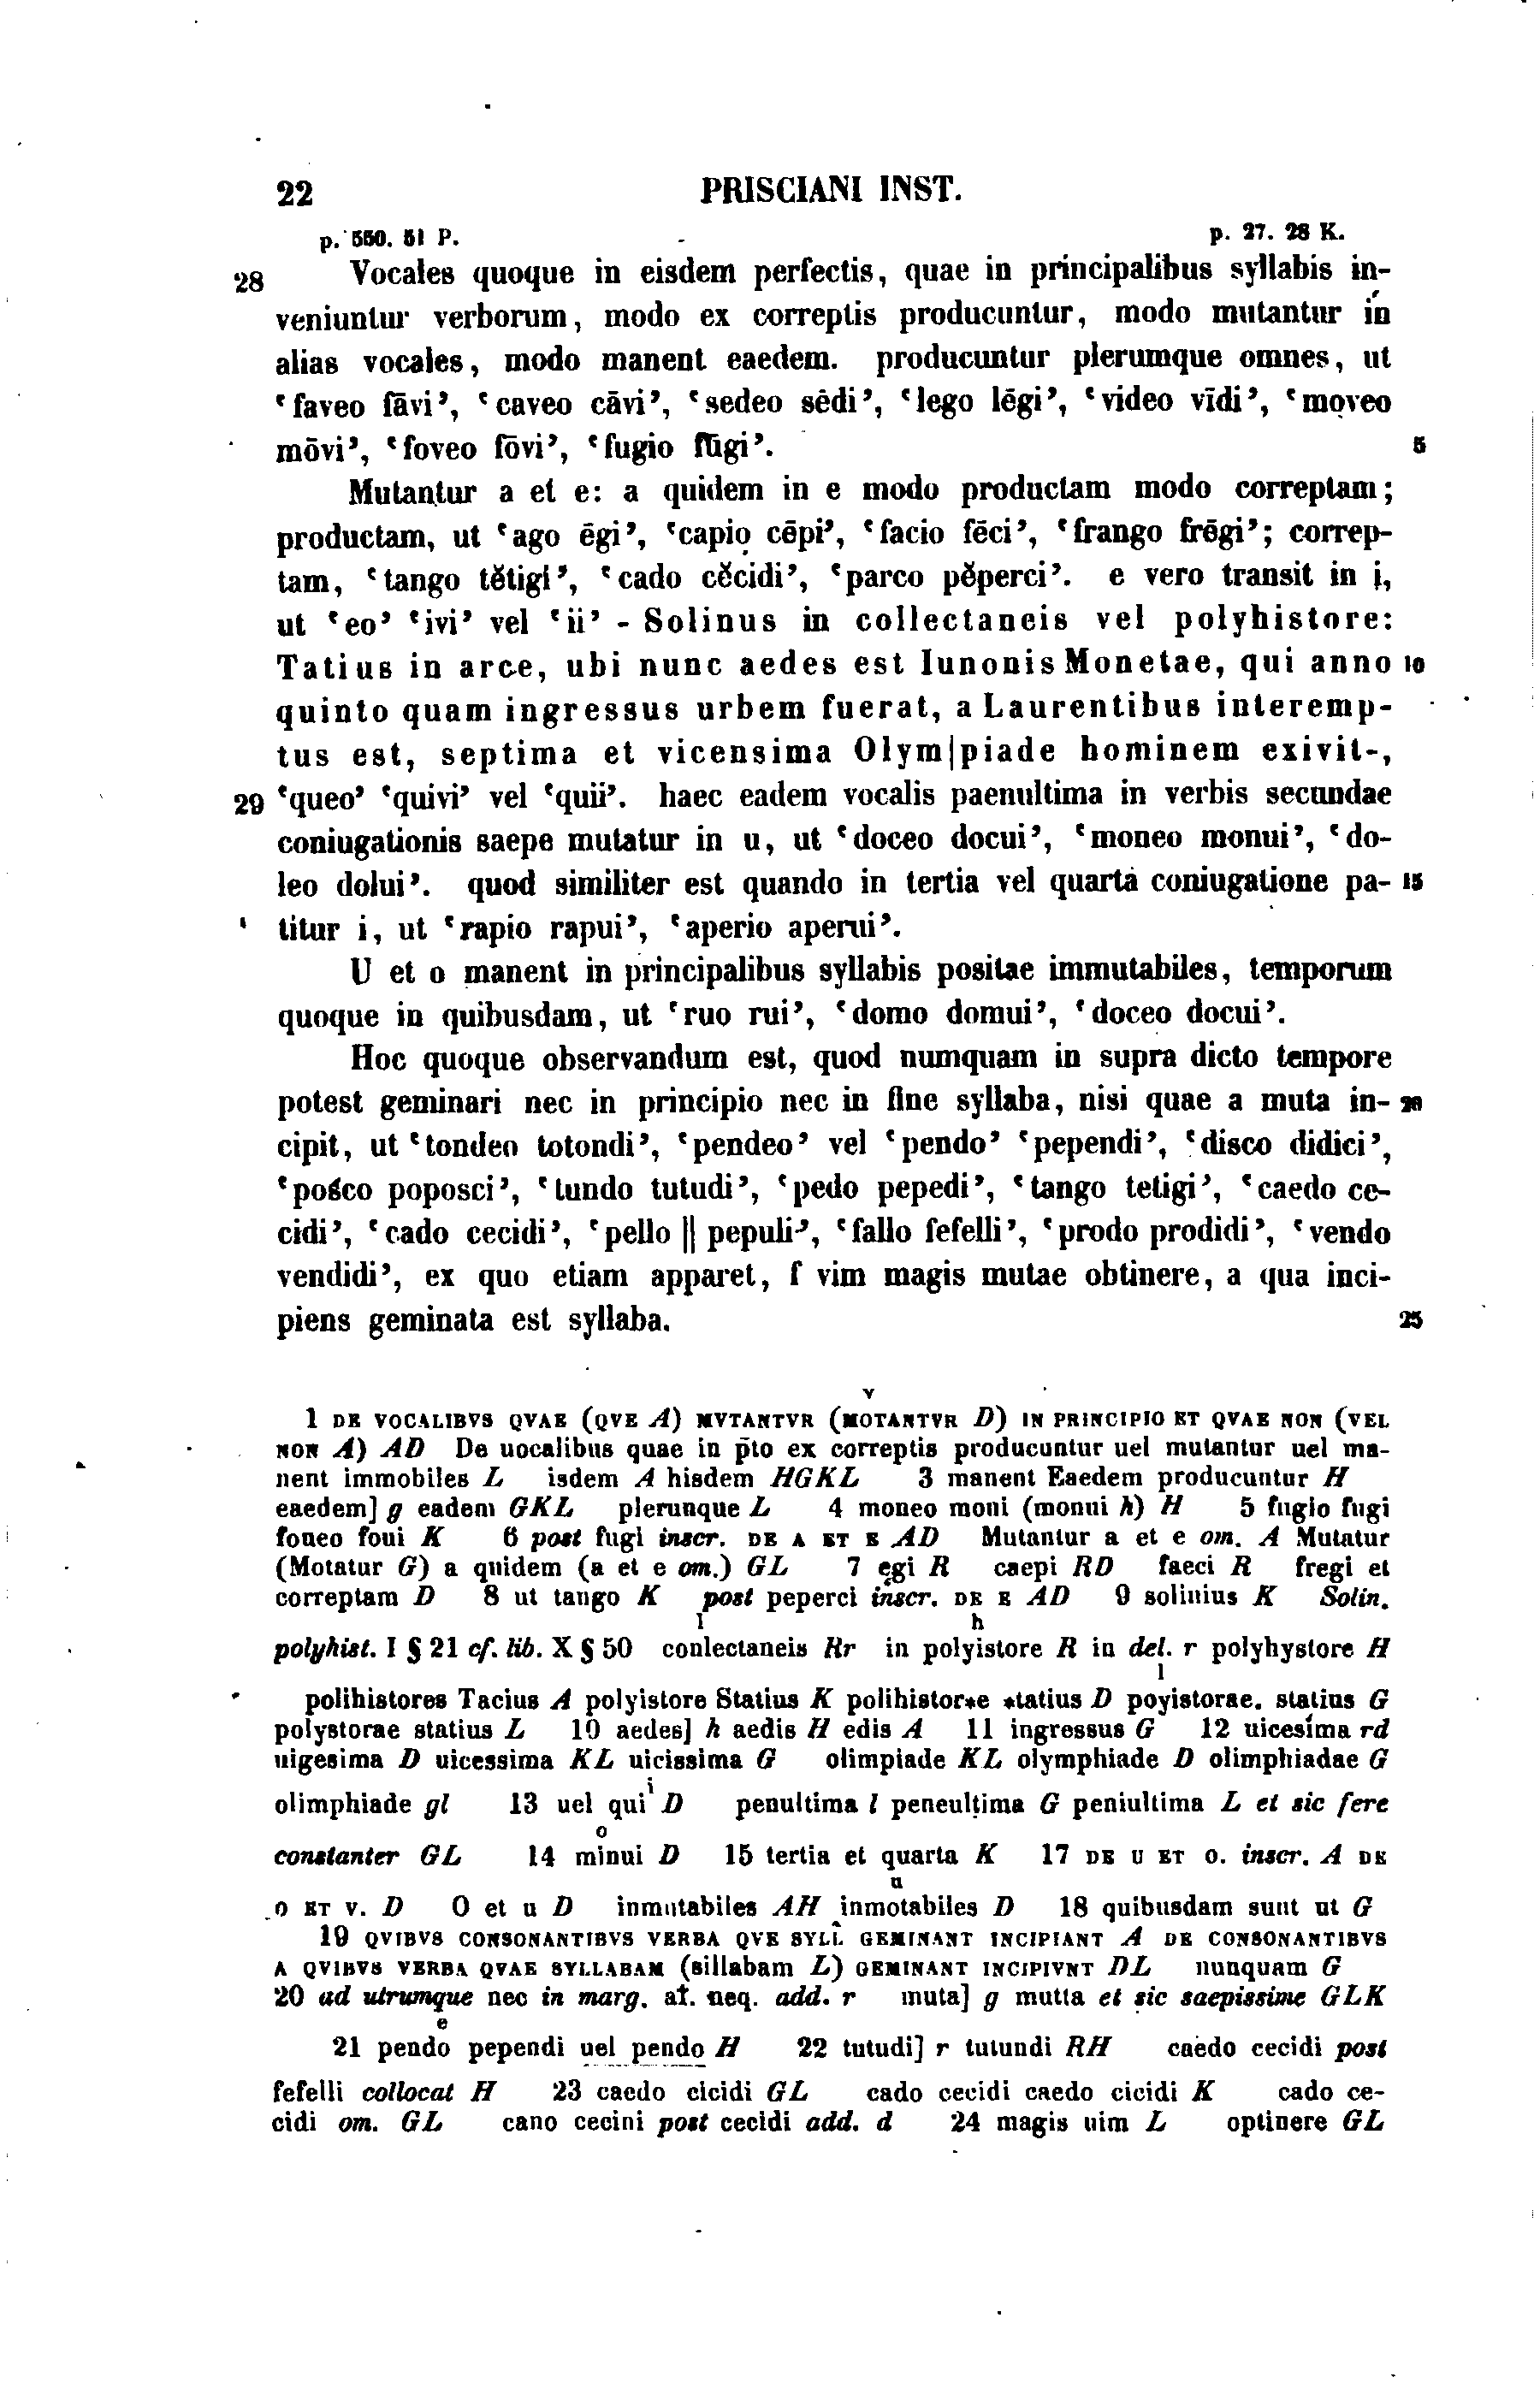 22 PRISCIANI INST.
p. 550. 51 P. p. 27. 28 K.
28 Vocales quoque in eisdem perfectis, quae in principalibus syllabis in-
veniuntur verborum, modo ex correptis producuntur, modo mutantur in
alias vocales, modo manent eaedem. producuntur plerumque omnes, ut
‘faveo fāvi’, ‘caveo cāvi’, ‘sedeo sēdi’, ‘lego lēgi’, ‘video vīdi’, ‘moveo
mōvi’, ‘foveo fōvi’, ‘fugio fūgi’. 5
Mutantur a et e: a quidem in e modo productam modo correptam;
productam, ut ‘ago ēgi’, ‘capio cēpi’, ‘facio fēci’, ‘frango frēgi’; correp-
tam, ‘tango tĕtigi’, ‘cado cĕcidi’, ‘parco pĕperci’. e vero transit in i,
ut ‘eo’ ‘ivi’ vel ‘ii’ - Solinus in collectaneis vel polyhistore:
Tatius in arce, ubi nunc aedes est Iunonis Monetae, qui anno 10
quinto quam ingressus urbem fuerat, a Laurentibus interemp-
tus est, septima et vicensima Olym|piade hominem exivit-,
29 ‘queo’ ‘quivi’ vel ‘quii’. haec eadem vocalis paenultima in verbis secundae
coniugationis saepe mutatur in u, ut ‘doceo docui’, ‘moneo monui’, ‘do-
leo dolui’. quod similiter est quando in tertia vel quarta coniugatione pa- 15
titur i, ut ‘rapio rapui’, ‘aperio aperui’.
U et o manent in principalibus syllabis positae immutabiles, temporum
quoque in quibusdam, ut ‘ruo rui’, ‘domo domui’, ‘doceo docui’.
Hoc quoque observandum est, quod numquam in supra dicto tempore
potest geminari nec in principio nec in fine syllaba, nisi quae a muta in- 20
cipit, ut ‘tondeo totondi’, ‘pendeo’ vel ‘pendo’ ‘pependi’, ‘disco didici’,
‘posco poposci’, ‘tundo tutudi’, ‘pedo pepedi’, ‘tango tetigi’, ‘caedo ce-
cidi’, ‘cado cecidi’, ‘pello || pepuli’, ‘fallo fefelli’, ‘prodo prodidi’, ‘vendo
vendidi’, ex quo etiam apparet, f vim magis mutae obtinere, a qua inci-
piens geminata est syllaba. 25
v
1 DE VOCALIBVS QVAE (QVE A) MVTANTVR (MOTANTVR D) IN PRINCIPIO ET QVAE NON (VEL
NON A) AD De uocalibus quae in p̄to ex correptis producuntur uel mutantur uel ma-
nent immobiles L isdem A hisdem HGKL 3 manent Eaedem producuntur H
eaedem] g eadem GKL plerunque L 4 moneo moni (monui h) H 5 fugio fugi
foueo foui K 6 post fugi inscr. DE A ET E AD Mutantur a et e om. A Mutatur
(Motatur G) a quidem (a et e om.) GL 7 ęgi R caepi RD faeci R fregi et
correptam D 8 ut tango K post peperci inscr. DE E AD 9 solinius K Solin.
l h
polyhist. I § 21 cf. lib. X § 50 conlectaneis Rr in polyistore R in del. r polyhystore H
l
polihistores Tacius A polyistore Statius K polihistor*e *tatius D poyistorae. statius G
polystorae statius L 10 aedes] h aedis H edis A 11 ingressus G 12 uicesima rd
uigesima D uicessima KL uicissima G olimpiade KL olymphiade D olimphiadae G
i
olimphiade gl 13 uel qui D penultima l peneultima G peniultima L et sic fere
o
constanter GL 14 minui D 15 tertia et quarta K 17 DE U ET O. inscr. A DE
u
O ET V. D O et u D inmutabiles AH inmotabiles D 18 quibusdam sunt ut G
19 QVIBVS CONSONANTIBVS VERBA QVE SYLL GEMINANT INCIPIANT A DE CONSONANTIBVS
A QVIBVS VERBA QVAE SYLLABAM (sillabam L) GEMINANT INCIPIVNT DL nunquam G
20 ad utrumque nec in marg. at. neq. add. r muta] g mutta et sic saepissime GLK
e
21 pendo pependi uel pendo H 22 tutudi] r tutundi RH caedo cecidi post
fefelli collocat H 23 caedo cicidi GL cado cecidi caedo cicidi K cado ce-
cidi om. GL cano cecini post cecidi add. d 24 magis uim L optinere GL